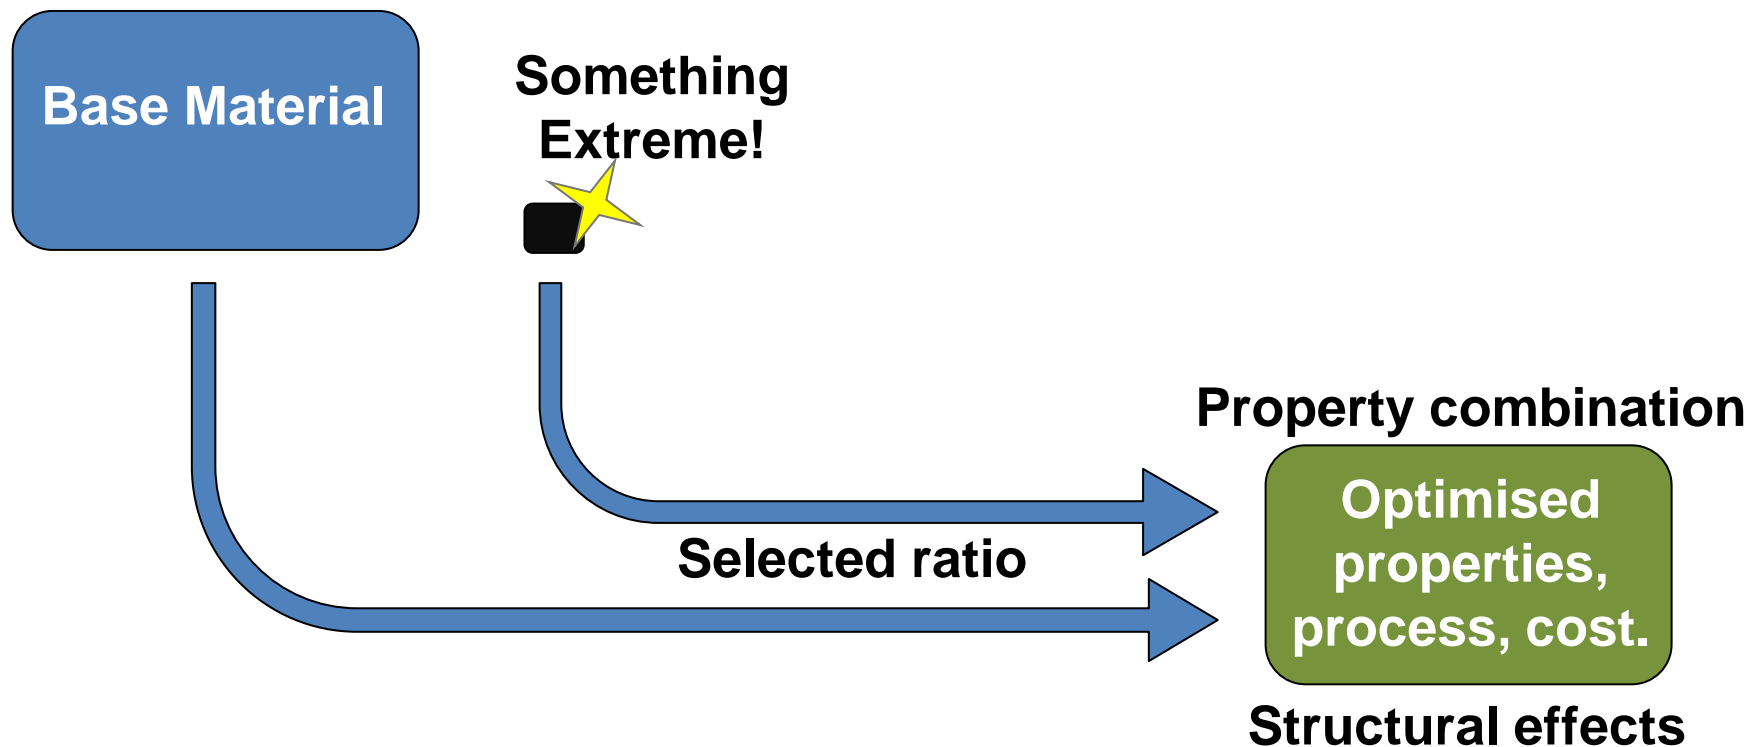 Base Material
Something
Extreme!
Property combination
Optimised
properties,
process, cost.
Selected ratio
Structural effects